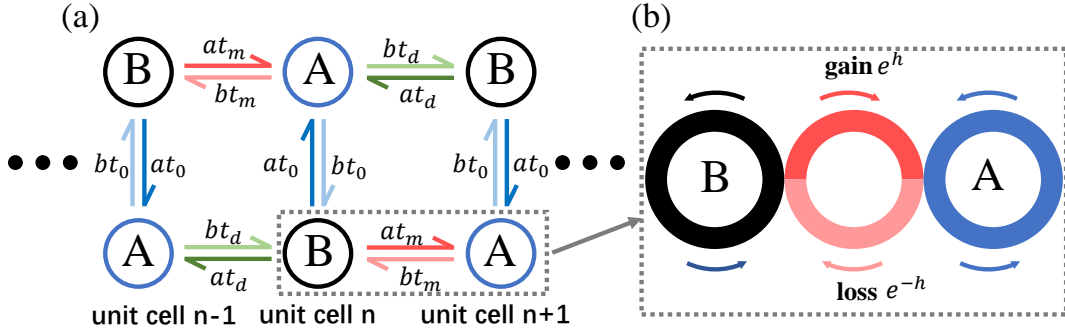 (a)
B at_m A bt_d B
bt_m at_d
bt_0 at_0 at_0 bt_0 bt_0 at_0
A bt_d B at_m A
at_d bt_m
unit cell n-1 unit cell n unit cell n+1
(b)
gain e^h
B A
loss e^{-h}